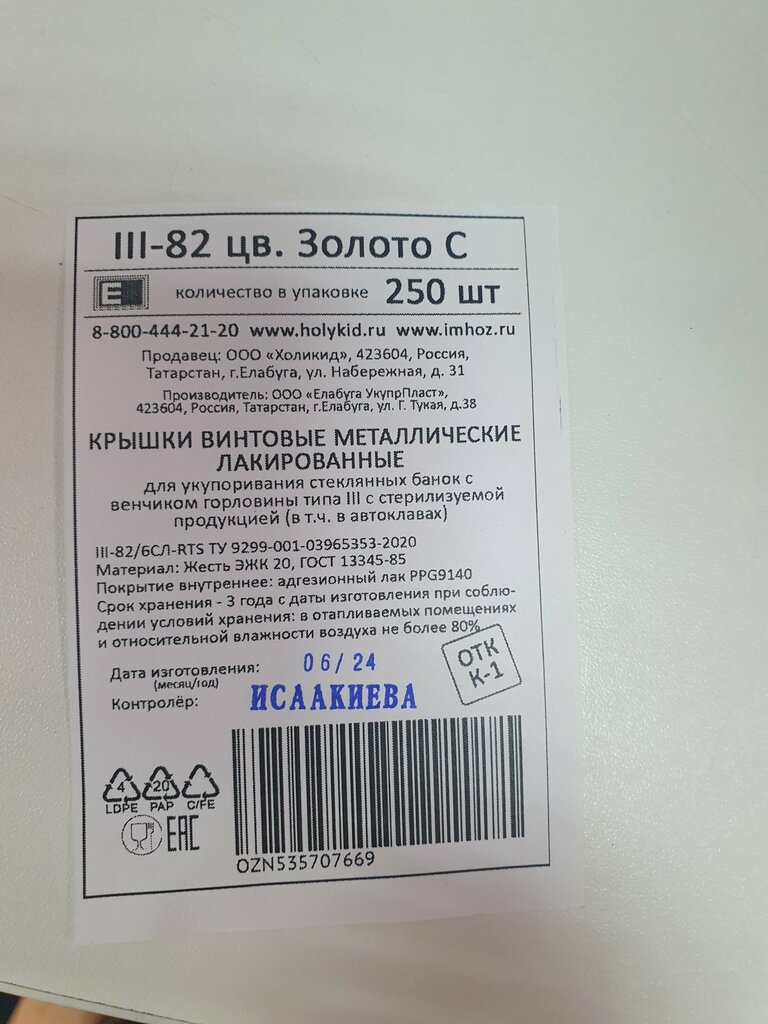 III-82 цв. Золото С
E
количество в упаковке 250 шт
8-800-444-21-20 www.holykid.ru www.imhoz.ru
Продавец: ООО «Холикид», 423604, Россия,
Татарстан, г.Елабуга, ул. Набережная, д. 31
Производитель: ООО «Елабуга УкупрПласт»,
423604, Россия, Татарстан, г.Елабуга, ул. Г. Тукая, д.38
КРЫШКИ ВИНТОВЫЕ МЕТАЛЛИЧЕСКИЕ
ЛАКИРОВАННЫЕ
для укупоривания стеклянных банок с
венчиком горловины типа III с стерилизуемой
продукцией (в т.ч. в автоклавах)
III-82/6СЛ-RTS ТУ 9299-001-03965353-2020
Материал: Жесть ЭЖК 20, ГОСТ 13345-85
Покрытие внутреннее: адгезионный лак PPG9140
Срок хранения - 3 года с даты изготовления при соблю-
дении условий хранения: в отапливаемых помещениях
и относительной влажности воздуха не более 80%
Дата изготовления: 06/24
(месяц/год)
Контролёр: ИСААКИЕВА
ОТК
К-1
4 20
LDPE PAP C/FE
EAC
OZN535707669